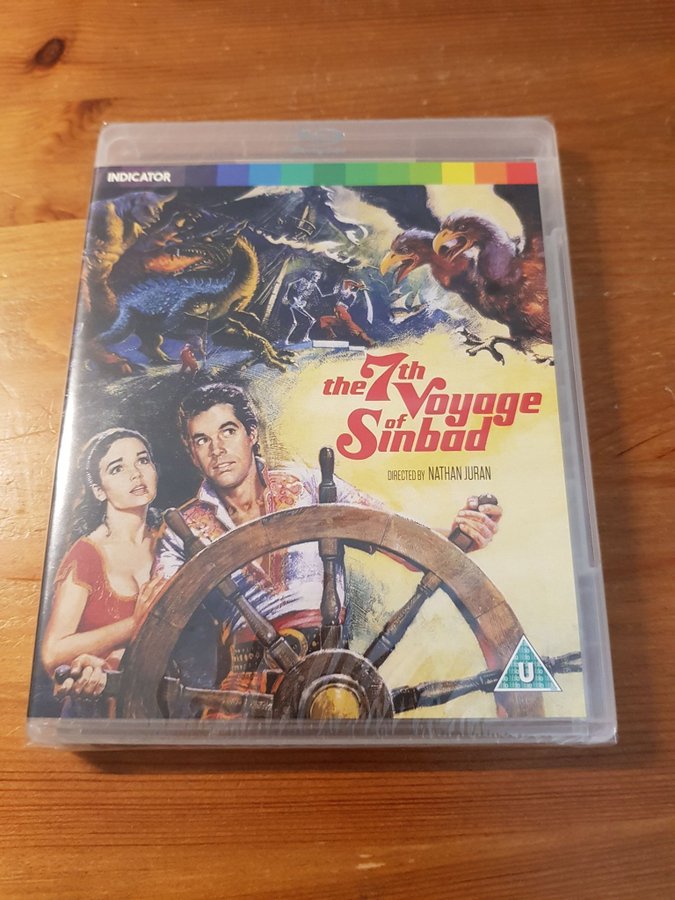 INDICATOR
the 7th
Voyage
of
Sinbad
DIRECTED BY NATHAN JURAN
U